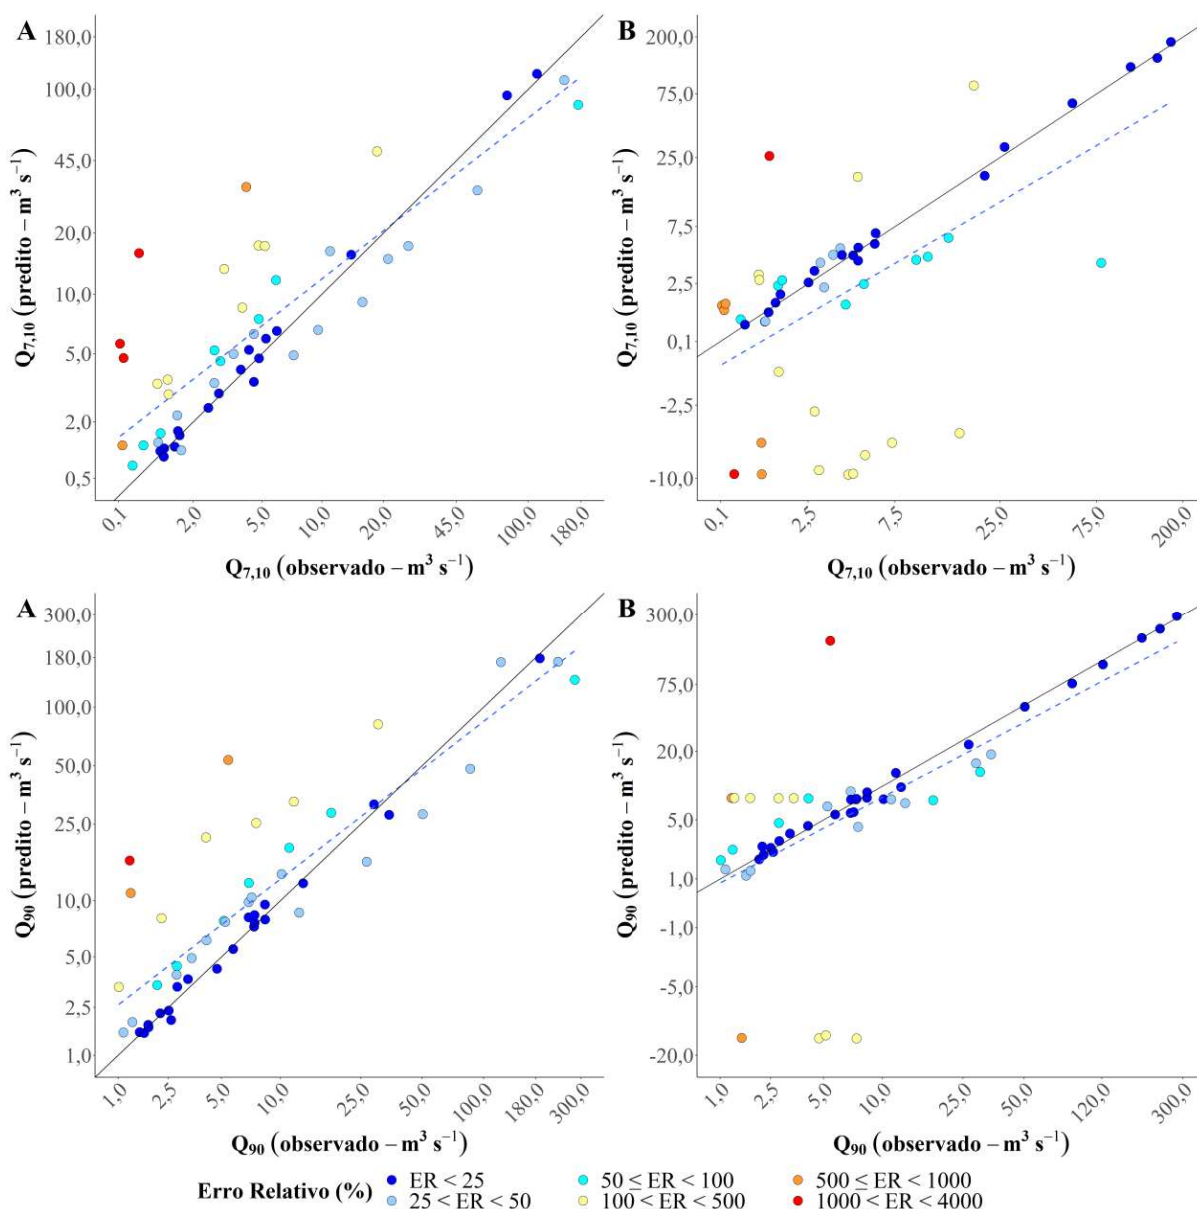 A
180,0
100,0
45,0
20,0
10,0
5,0
2,0
0,5
Q7,10 (predito – m³ s⁻¹)
0,1 2,0 5,0 10,0 20,0 45,0 100,0 180,0
Q7,10 (observado – m³ s⁻¹)
B
200,0
75,0
25,0
7,5
2,5
0,1
-2,5
-10,0
Q7,10 (predito – m³ s⁻¹)
0,1 2,5 7,5 25,0 75,0 200,0
Q7,10 (observado – m³ s⁻¹)
A
300,0
180,0
100,0
50,0
25,0
10,0
5,0
2,5
1,0
Q90 (predito – m³ s⁻¹)
1,0 2,5 5,0 10,0 25,0 50,0 100,0 180,0 300,0
Q90 (observado – m³ s⁻¹)
B
300,0
75,0
20,0
5,0
1,0
-1,0
-5,0
-20,0
Q90 (predito – m³ s⁻¹)
1,0 2,5 5,0 10,0 25,0 50,0 120,0 300,0
Q90 (observado – m³ s⁻¹)
Erro Relativo (%)
ER < 25
25 ≤ ER < 50
50 ≤ ER < 100
100 ≤ ER < 500
500 ≤ ER < 1000
1000 ≤ ER < 4000